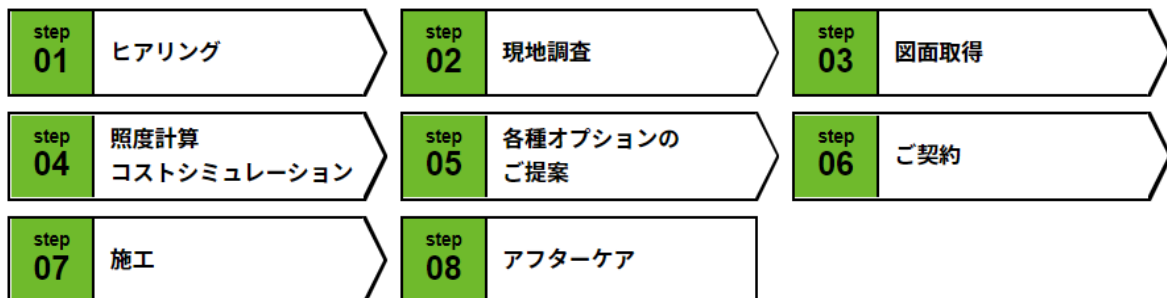 step
01
ヒアリング
step
02
現地調査
step
03
図面取得
step
04
照度計算
コストシミュレーション
step
05
各種オプションの
ご提案
step
06
ご契約
step
07
施工
step
08
アフターケア